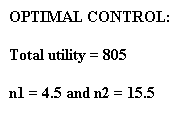 OPTIMAL CONTROL:
Total utility = 805
n1 = 4.5 and n2 = 15.5